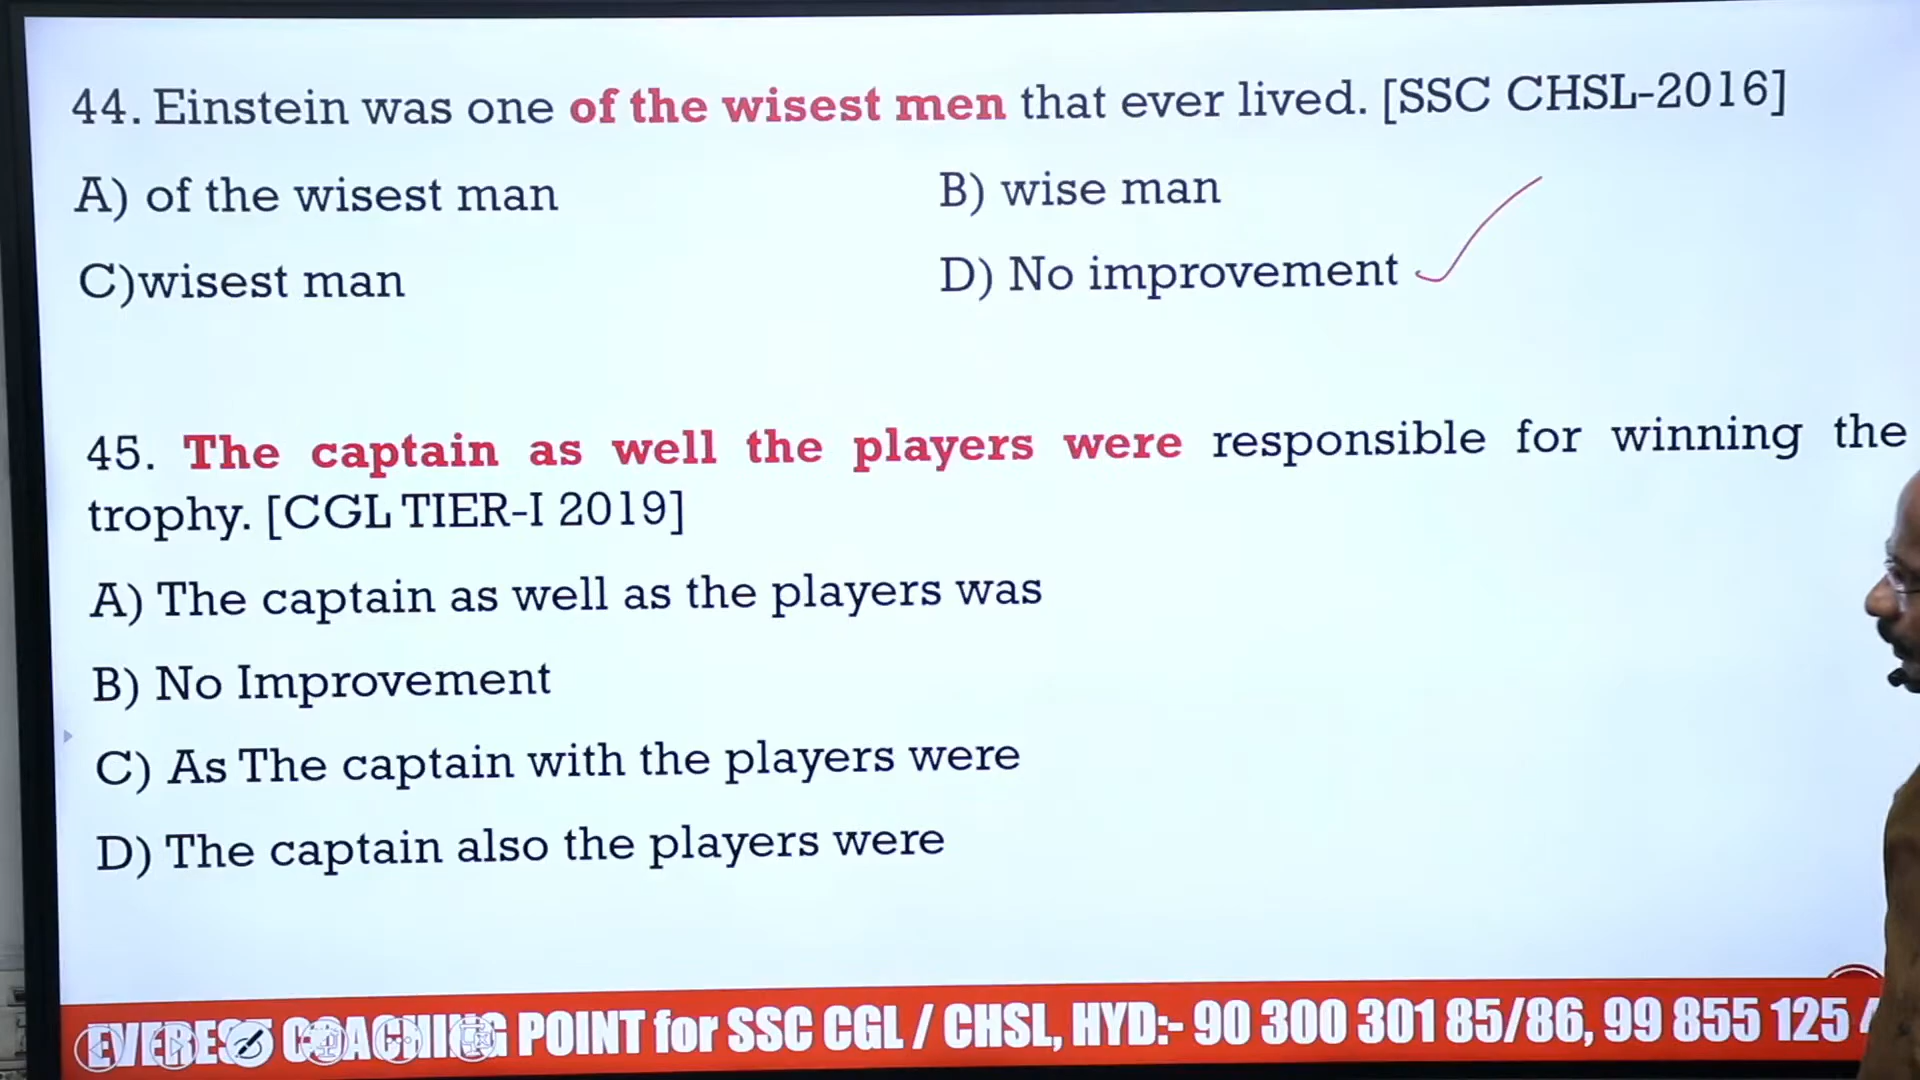 44. Einstein was one of the wisest men that ever lived. [SSC CHSL-2016]
A) of the wisest man
B) wise man
C)wisest man
D) No improvement
45. The captain as well the players were responsible for winning the
trophy. [CGL TIER-I 2019]
A) The captain as well as the players was
B) No Improvement
C) As The captain with the players were
D) The captain also the players were
EVEREST COACHING POINT for SSC CGL / CHSL, HYD:- 90 300 301 85/86, 99 855 125